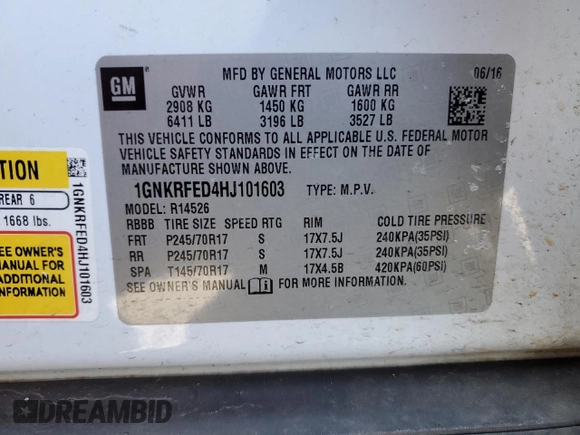 GM
MFD BY GENERAL MOTORS LLC 06/16
GVWR GAWR FRT GAWR RR
2908 KG 1450 KG 1600 KG
6411 LB 3196 LB 3527 LB
THIS VEHICLE CONFORMS TO ALL APPLICABLE U.S. FEDERAL MOTOR
VEHICLE SAFETY STANDARDS IN EFFECT ON THE DATE OF
MANUFACTURE SHOWN ABOVE.
1GNKRFED4HJ101603 TYPE: M.P.V.
MODEL: R14526
RBBB TIRE SIZE SPEED RTG RIM COLD TIRE PRESSURE
FRT P245/70R17 S 17X7.5J 240KPA(35PSI)
RR P245/70R17 S 17X7.5J 240KPA(35PSI)
SPA T145/70R17 M 17X4.5B 420KPA(60PSI)
SEE OWNER'S MANUAL FOR MORE INFORMATION
TION
REAR 6
1668 lbs.
EE OWNER'S
MANUAL FOR
ADDITIONAL
FORMATION
1GNKRFED4HJ101603
DREAMBID